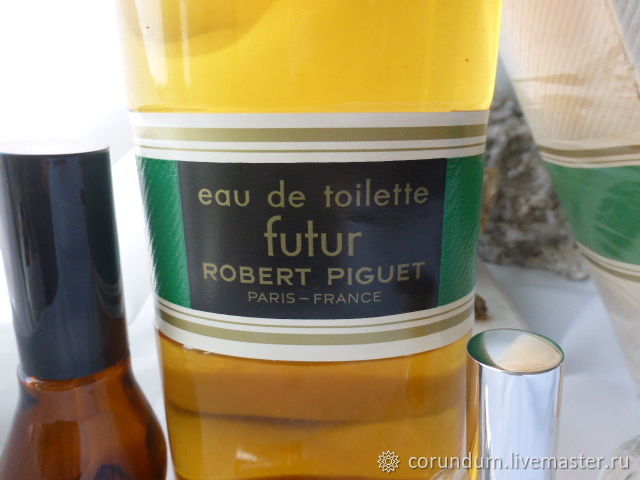 eau de toilette
futur
ROBERT PIGUET
PARIS–FRANCE
corundum.livemaster.ru